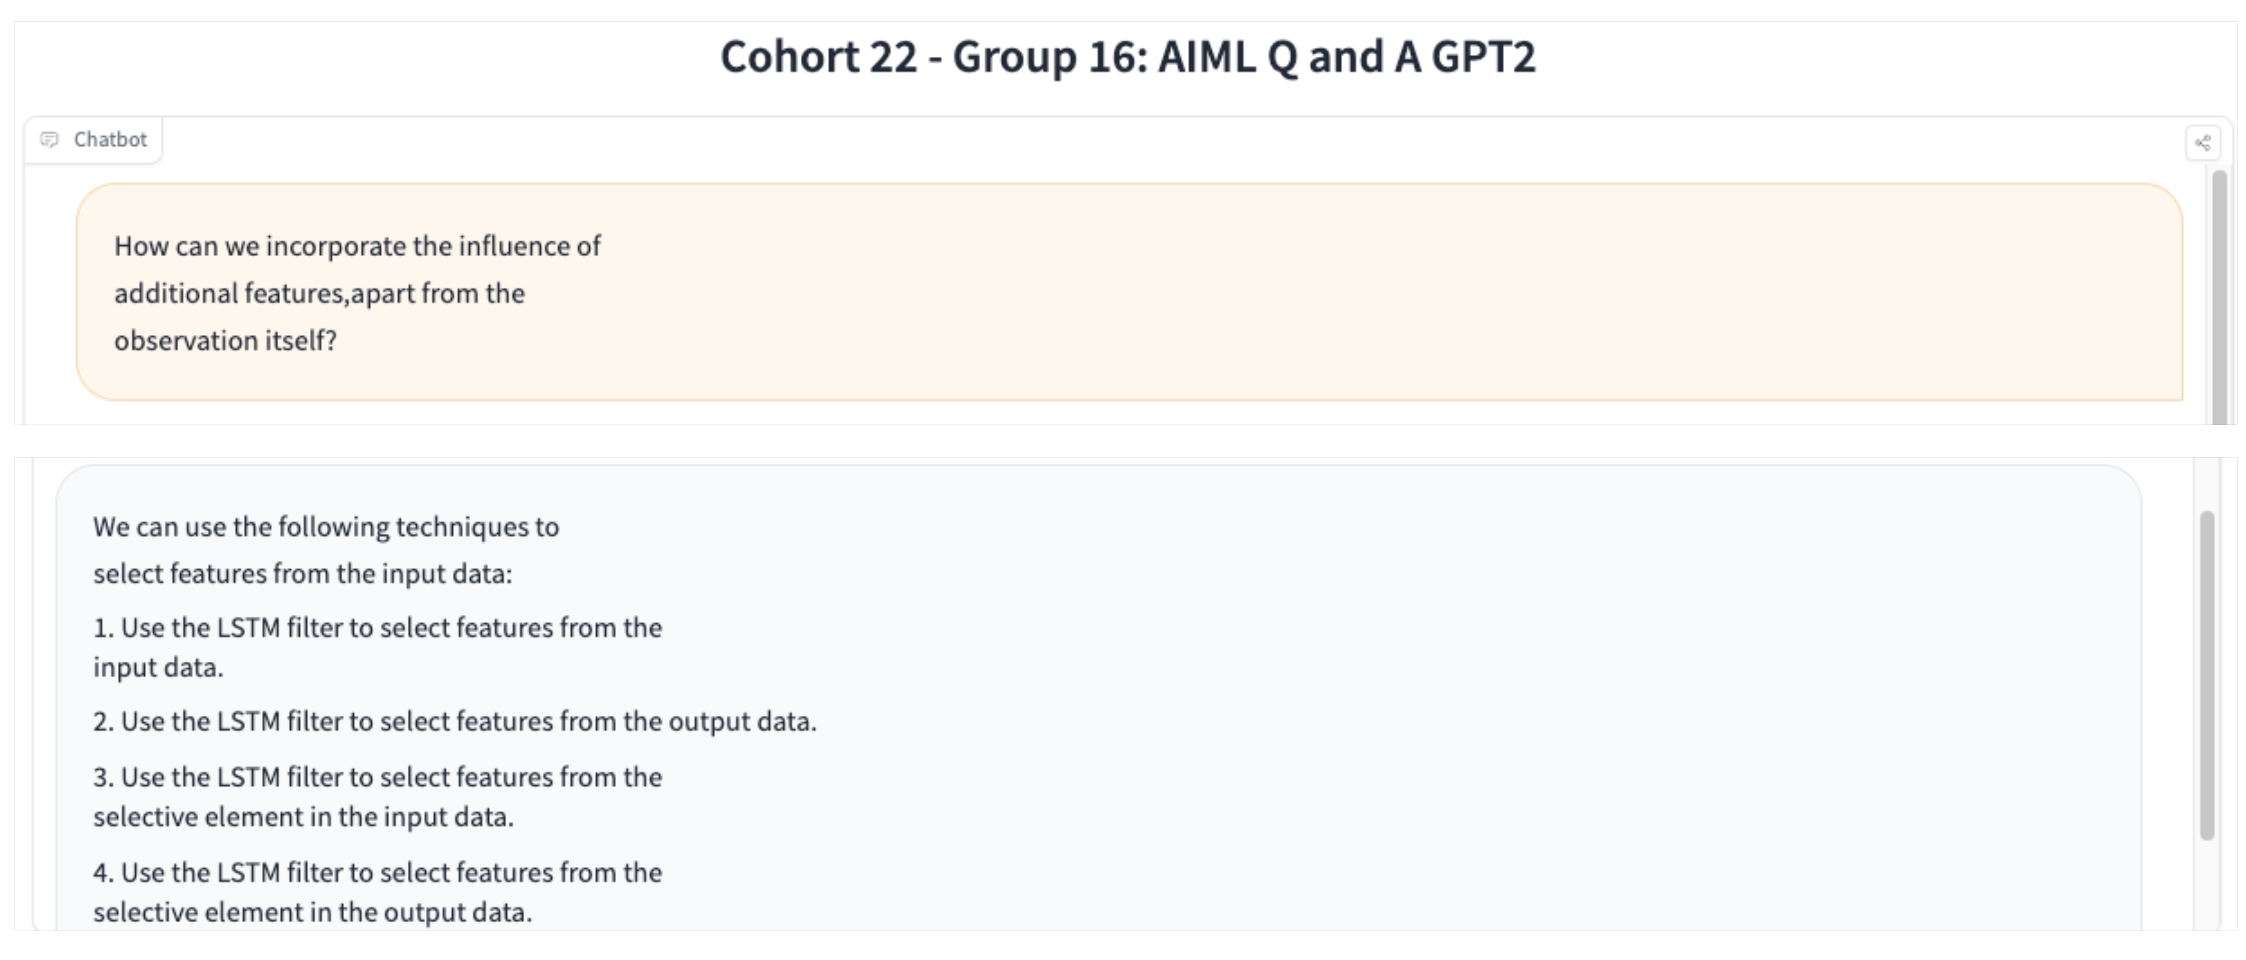 Cohort 22 - Group 16: AIML Q and A GPT2
Chatbot
How can we incorporate the influence of
additional features,apart from the
observation itself?
We can use the following techniques to
select features from the input data:
1. Use the LSTM filter to select features from the
input data.
2. Use the LSTM filter to select features from the output data.
3. Use the LSTM filter to select features from the
selective element in the input data.
4. Use the LSTM filter to select features from the
selective element in the output data.